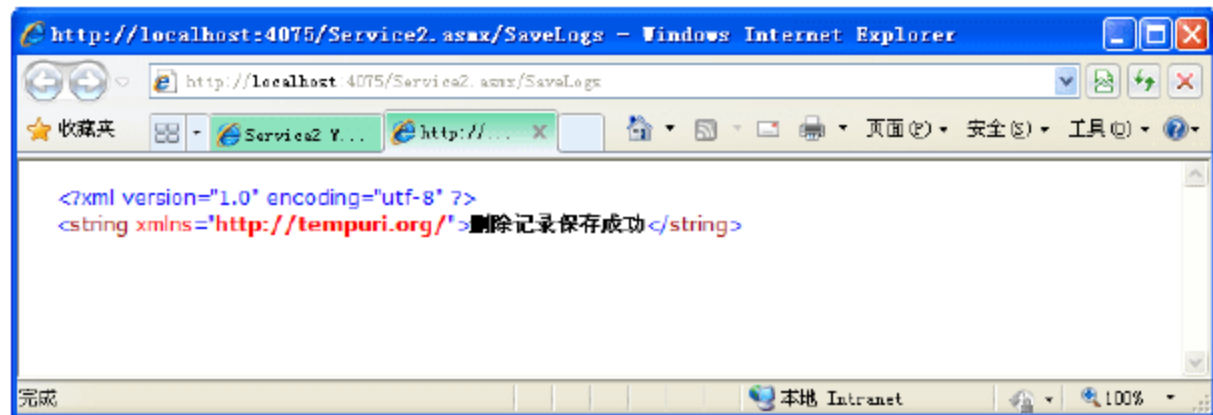 http://localhost:4075/Service2.asmx/SaveLogs - Windows Internet Explorer
http://localhost:4075/Service2.asmx/SaveLogs
收藏夹 Service2 W... http://... 页面(P) 安全(S) 工具(O)
<?xml version="1.0" encoding="utf-8" ?>
<string xmlns="http://tempuri.org/">删除记录保存成功</string>
完成 本地 Intranet 100%